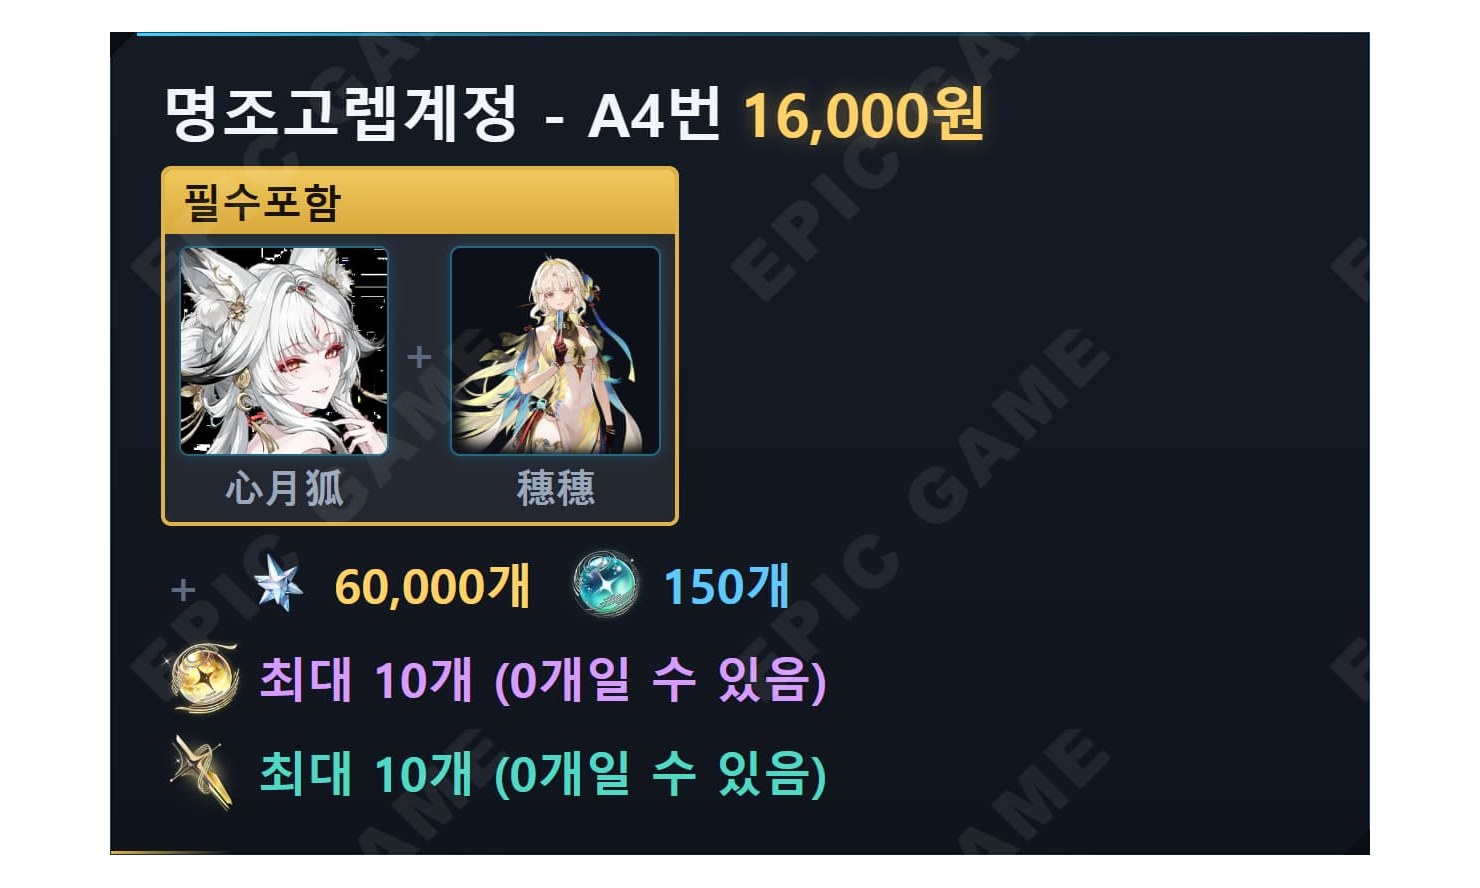 명조고렙계정 - A4번 16,000원
필수포함
+
心月狐 穗穗
+ 60,000개 150개
최대 10개 (0개일 수 있음)
최대 10개 (0개일 수 있음)
EPIC GAME